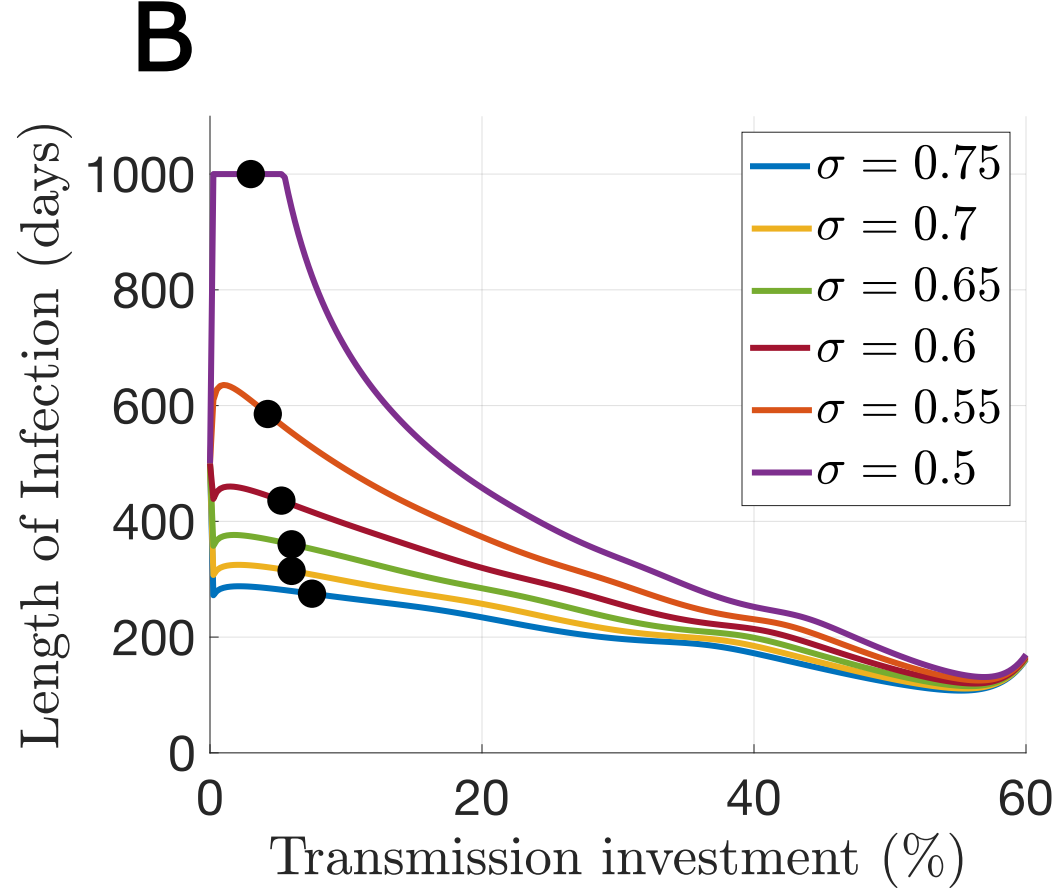 B
Length of Infection (days)
1000
800
600
400
200
0
σ = 0.75
σ = 0.7
σ = 0.65
σ = 0.6
σ = 0.55
σ = 0.5
0 20 40 60
Transmission investment (%)